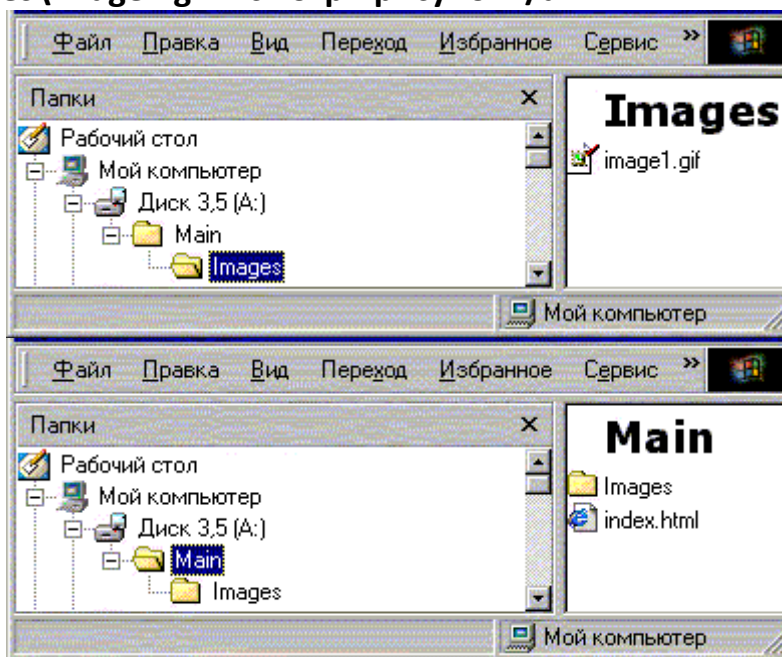 Файл Правка Вид Переход Избранное Сервис »
Папки ×
Images
Рабочий стол
image1.gif
Мой компьютер
Диск 3,5 (A:)
Main
Images
Мой компьютер
Файл Правка Вид Переход Избранное Сервис »
Папки ×
Main
Рабочий стол
Images
Мой компьютер
index.html
Диск 3,5 (A:)
Main
Images
Мой компьютер